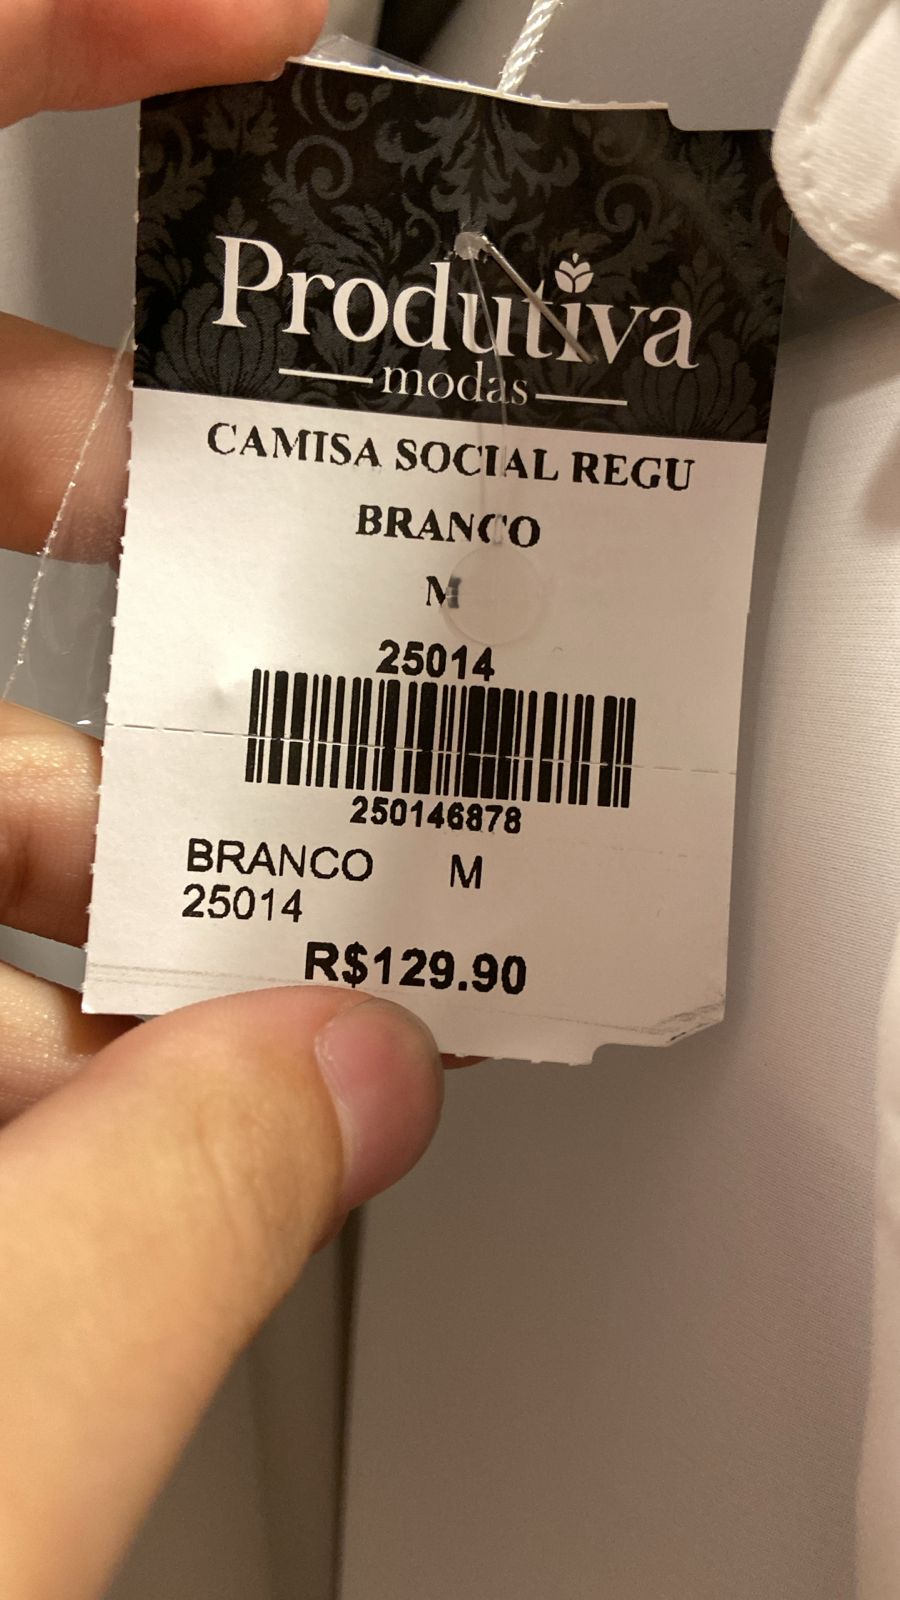 Produtiva
modas
CAMISA SOCIAL REGU
BRANCO
M
25014
250146878
BRANCO M
25014
R$129.90